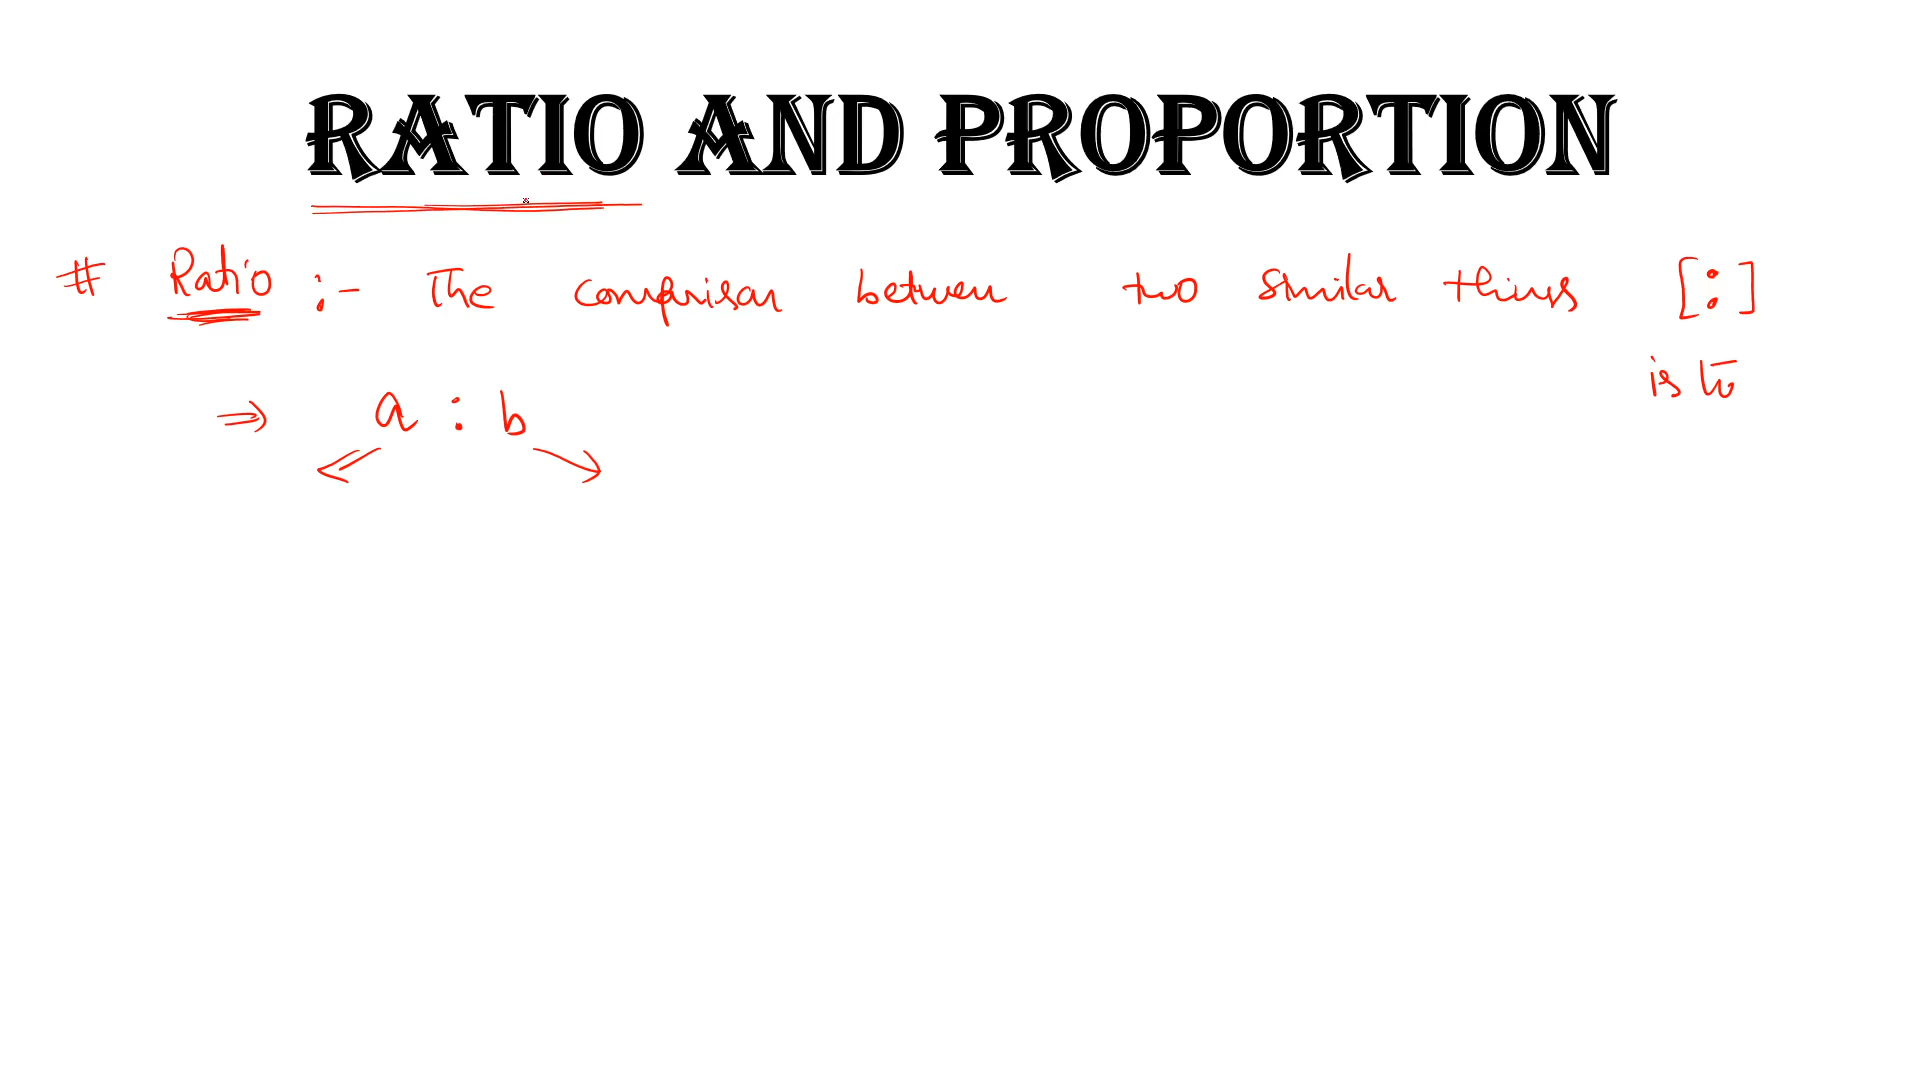 RATIO AND PROPORTION
# Ratio :- The comparison between two similar things [:]
is to
⇒ a : b